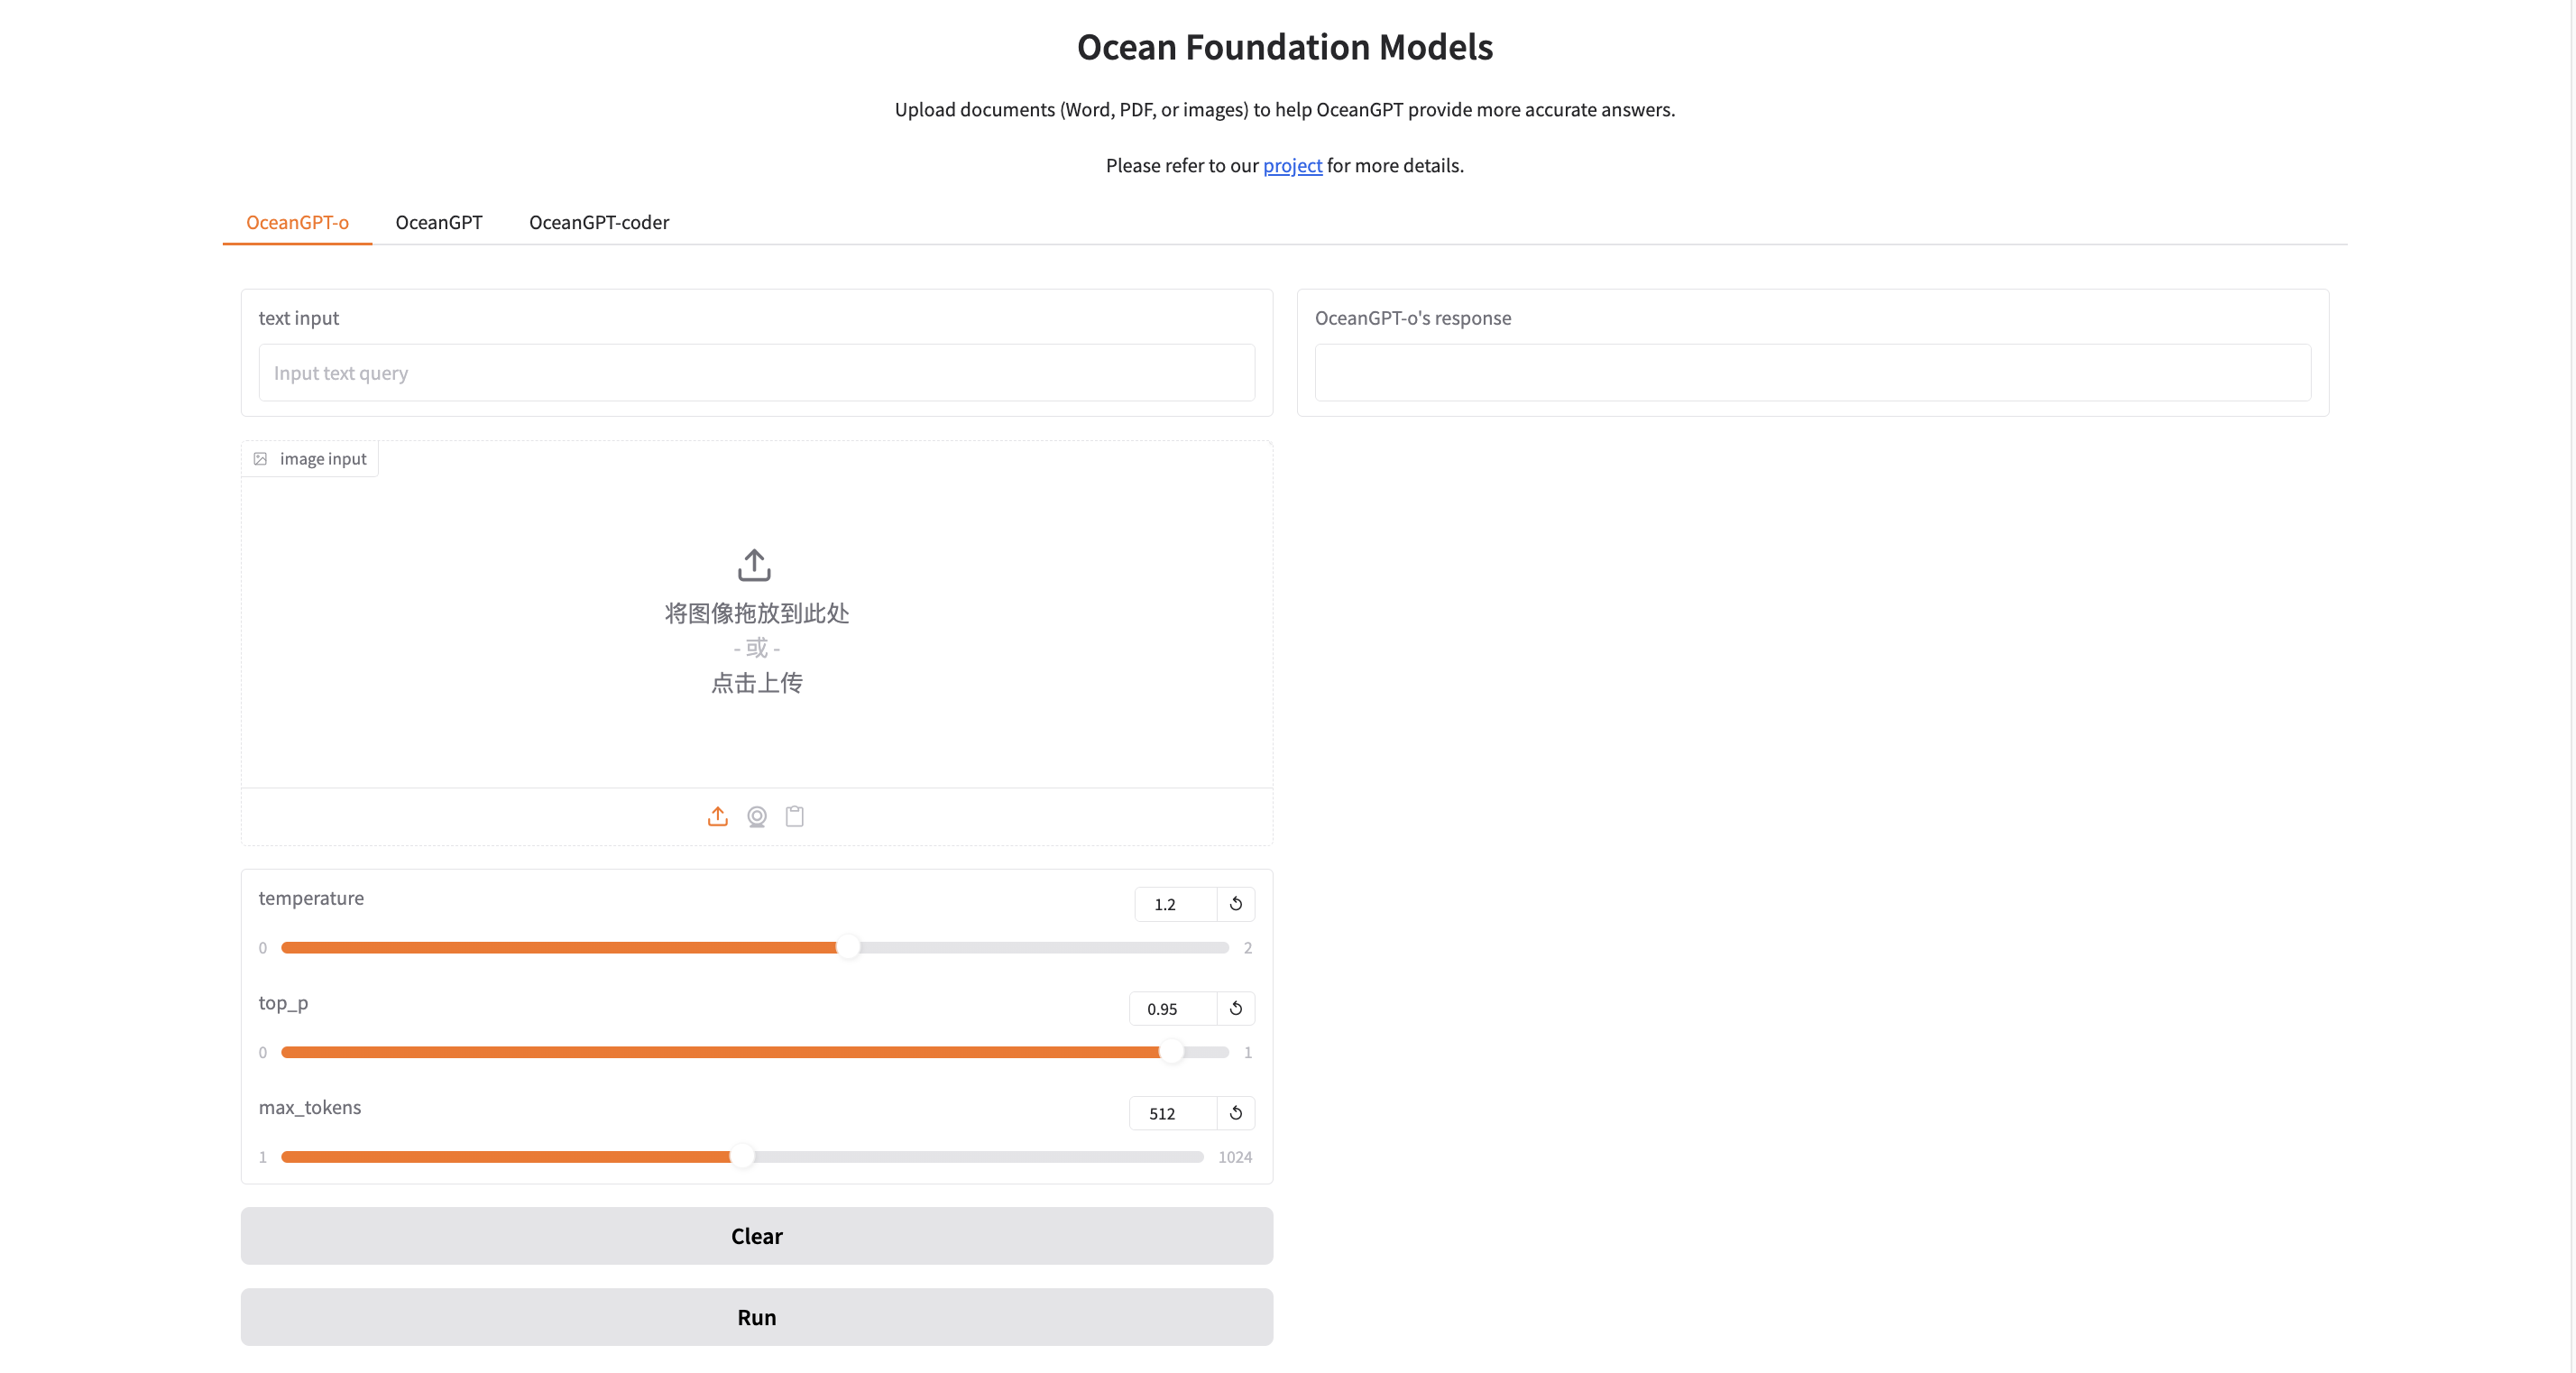 Ocean Foundation Models
Upload documents (Word, PDF, or images) to help OceanGPT provide more accurate answers.
Please refer to our project for more details.
OceanGPT-o OceanGPT OceanGPT-coder
text input
Input text query
OceanGPT-o's response
image input
将图像拖放到此处
- 或 -
点击上传
temperature 1.2
0 2
top_p 0.95
0 1
max_tokens 512
1 1024
Clear
Run